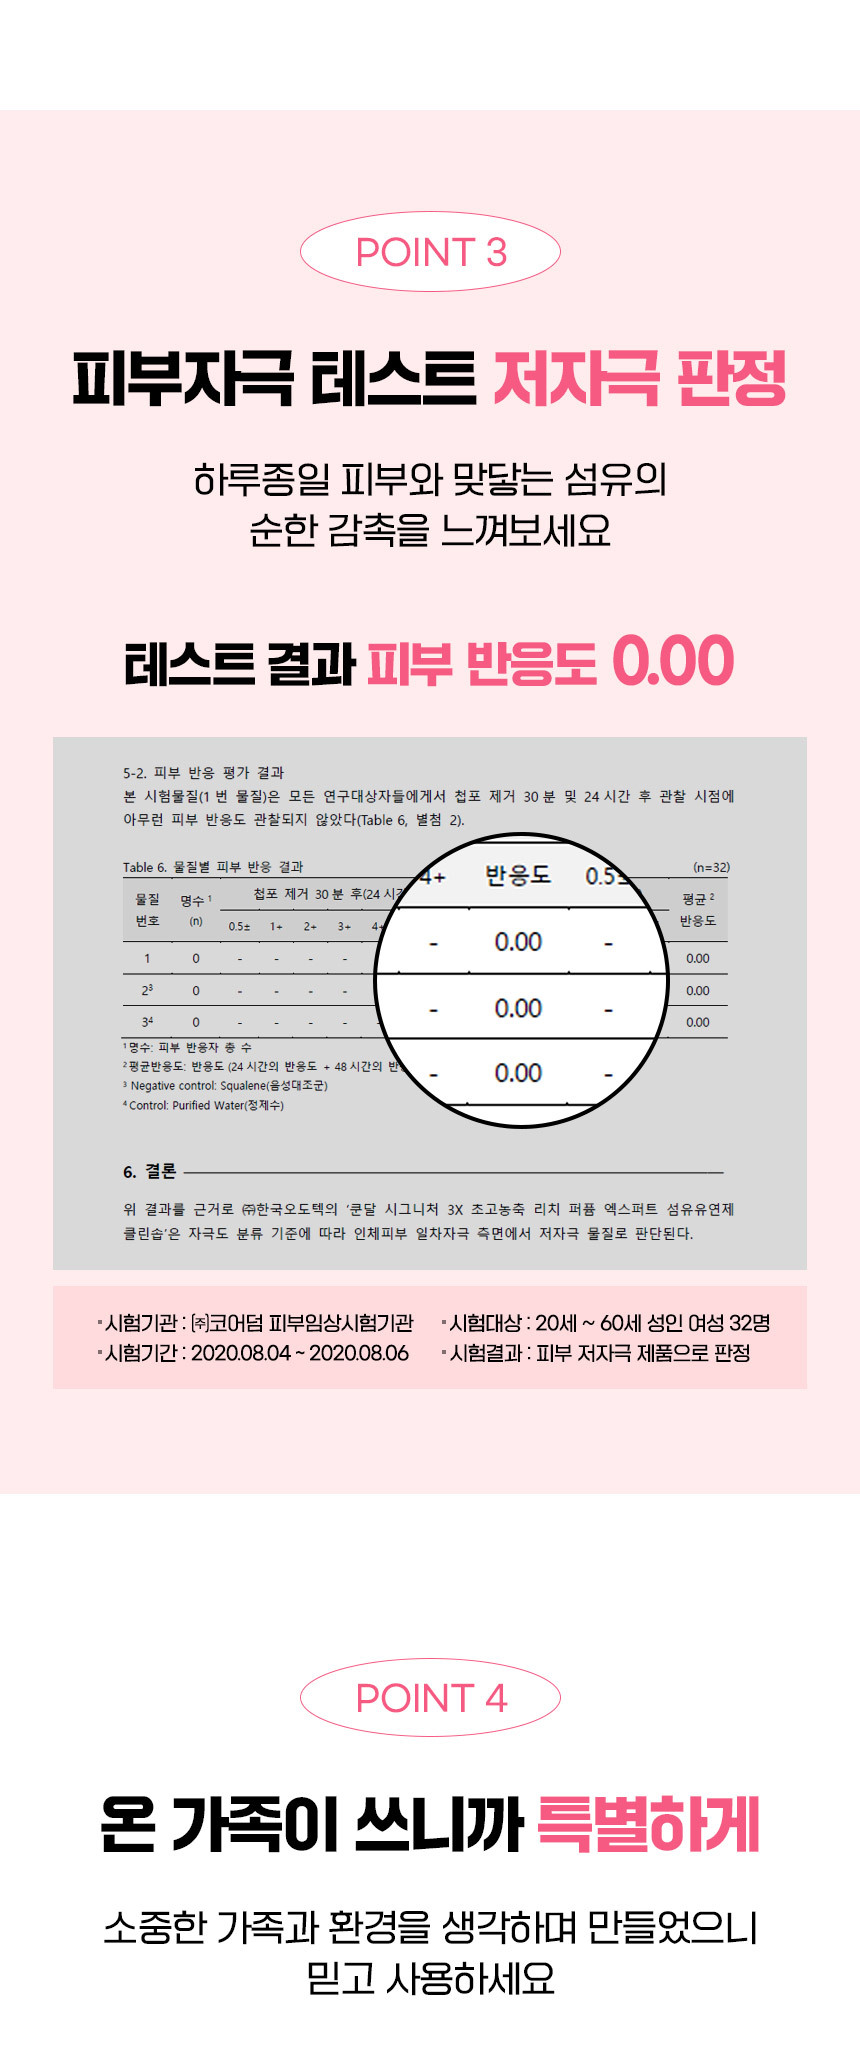 POINT 3
피부자극 테스트 저자극 판정
하루종일 피부와 맞닿는 섬유의
순한 감촉을 느껴보세요
테스트 결과 피부 반응도 0.00
5-2. 피부 반응 평가 결과
본 시험물질(1 번 물질)은 모든 연구대상자들에게서 첩포 제거 30 분 및 24 시간 후 관찰 시점에
아무런 피부 반응도 관찰되지 않았다(Table 6, 별첨 2).
Table 6. 물질별 피부 반응 결과 (n=32)
물질 번호 명수 ¹ (n) 첩포 제거 30 분 후(24 시간 평균 ² 반응도
0.5± 1+ 2+ 3+ 4+
4+ 반응도 0.5±
1 0 - - - - - 0.00 - 0.00
2³ 0 - - - - - 0.00 - 0.00
3⁴ 0 - - - - - 0.00 - 0.00
¹ 명수: 피부 반응자 총 수
² 평균반응도: 반응도 (24 시간의 반응도 + 48 시간의 반
³ Negative control: Squalene(음성대조군)
⁴ Control: Purified Water(정제수)
6. 결론
위 결과를 근거로 ㈜한국오도텍의 '쿤달 시그니처 3X 초고농축 리치 퍼퓸 엑스퍼트 섬유유연제
클린솝'은 자극도 분류 기준에 따라 인체피부 일차자극 측면에서 저자극 물질로 판단된다.
시험기관 : ㈜코어덤 피부임상시험기관
시험대상 : 20세 ~ 60세 성인 여성 32명
시험기간 : 2020.08.04 ~ 2020.08.06
시험결과 : 피부 저자극 제품으로 판정
POINT 4
온 가족이 쓰니까 특별하게
소중한 가족과 환경을 생각하며 만들었으니
믿고 사용하세요